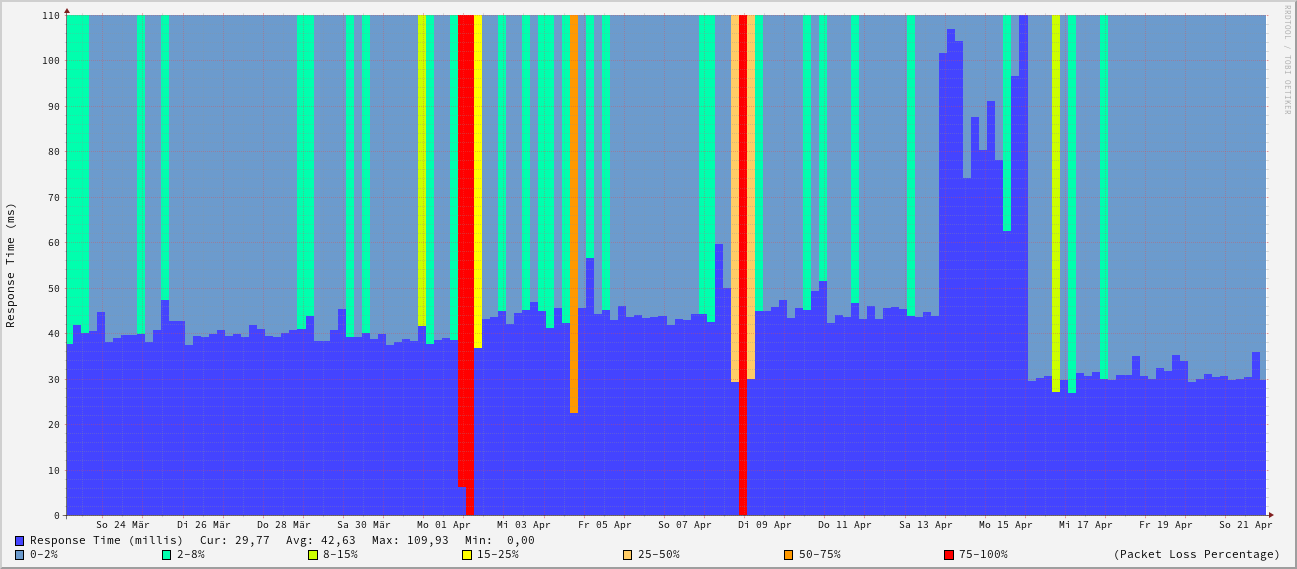 RRDTOOL / TOBI OETIKER
Response Time (ms)
110
100
90
80
70
60
50
40
30
20
10
0
So 24 Mär Di 26 Mär Do 28 Mär Sa 30 Mär Mo 01 Apr Mi 03 Apr Fr 05 Apr So 07 Apr Di 09 Apr Do 11 Apr Sa 13 Apr Mo 15 Apr Mi 17 Apr Fr 19 Apr So 21 Apr
Response Time (millis) Cur: 29,77 Avg: 42,63 Max: 109,93 Min: 0,00
0-2% 2-8% 8-15% 15-25% 25-50% 50-75% 75-100% (Packet Loss Percentage)